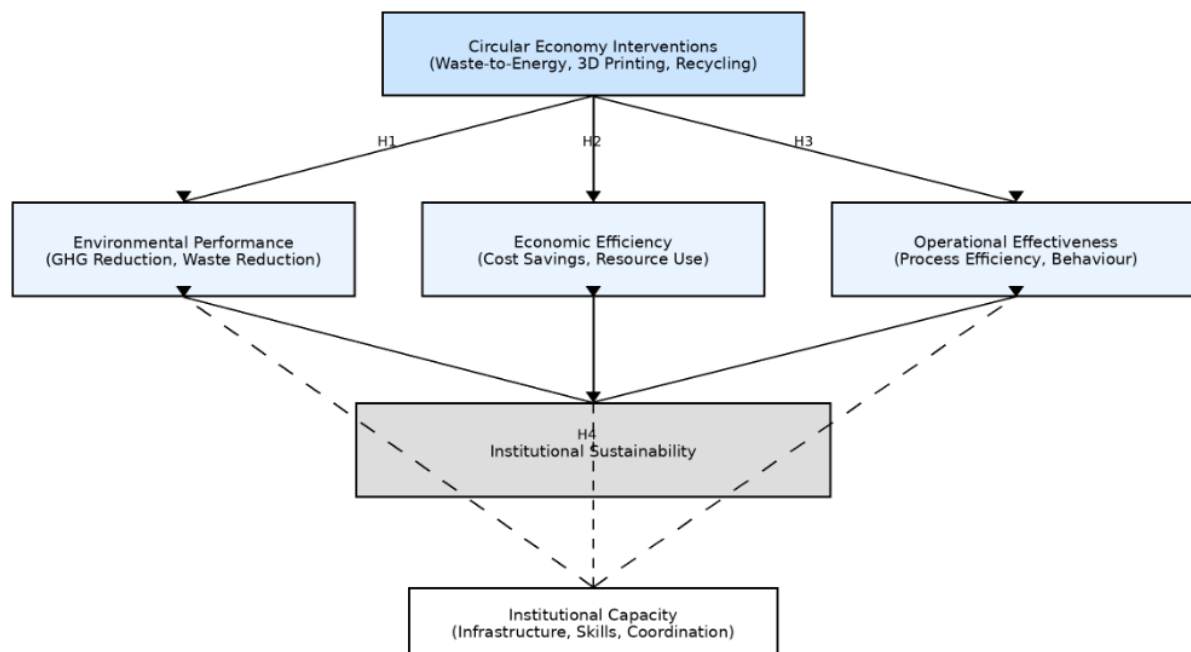 Circular Economy Interventions
(Waste-to-Energy, 3D Printing, Recycling)
H1
H2
H3
Environmental Performance
(GHG Reduction, Waste Reduction)
Economic Efficiency
(Cost Savings, Resource Use)
Operational Effectiveness
(Process Efficiency, Behaviour)
H4
Institutional Sustainability
Institutional Capacity
(Infrastructure, Skills, Coordination)